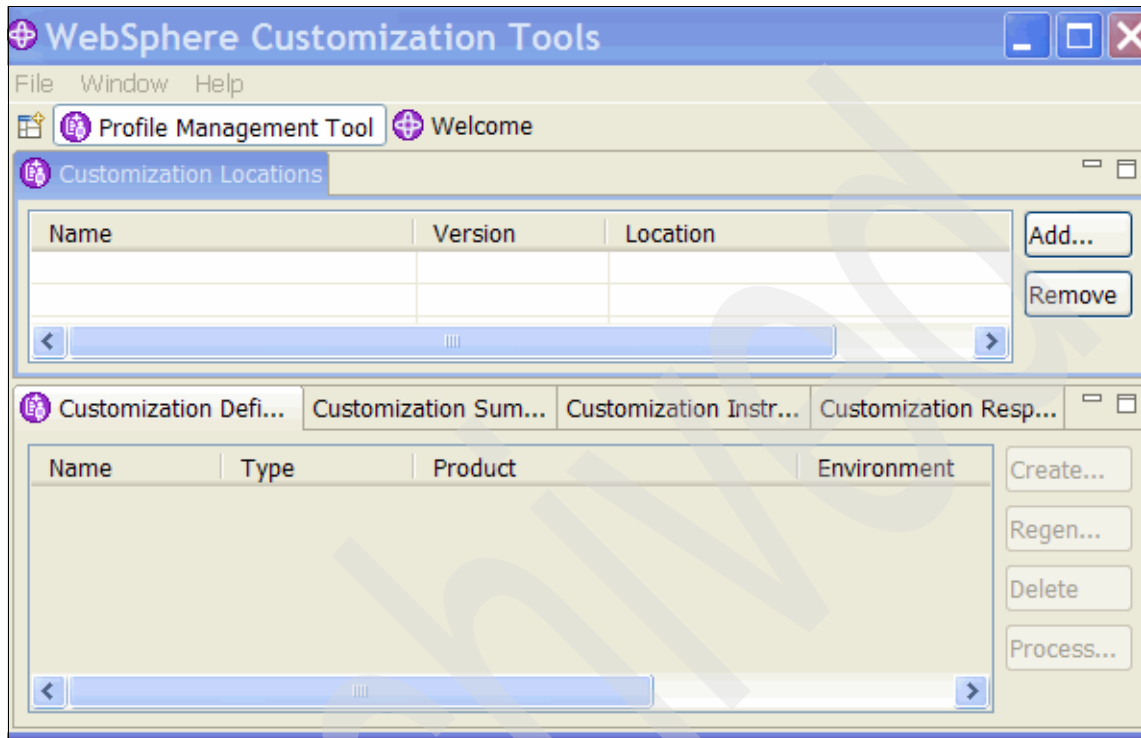 WebSphere Customization Tools
File Window Help
Profile Management Tool Welcome
Customization Locations
Name Version Location
Add...
Remove
Customization Defi... Customization Sum... Customization Instr... Customization Resp...
Name Type Product Environment
Create...
Regen...
Delete
Process...